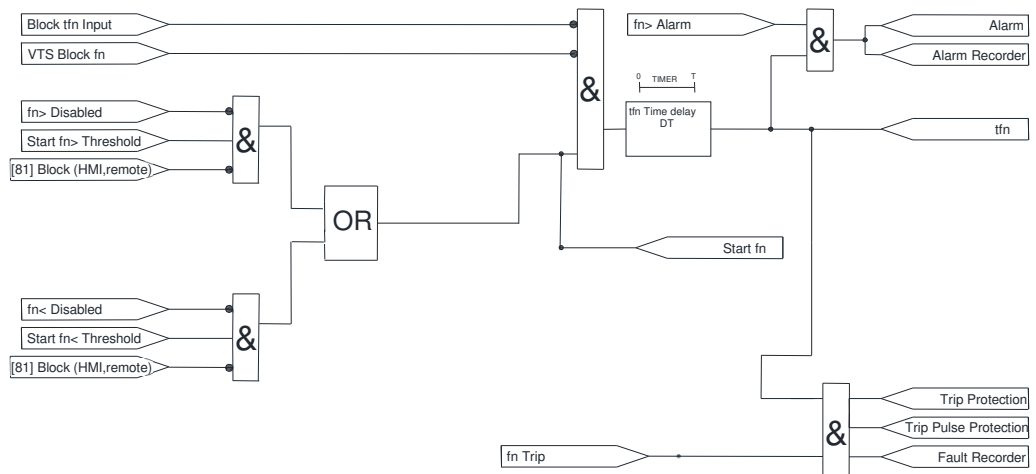 Block tfn Input
fn> Alarm
Alarm
&
VTS Block fn
Alarm Recorder
0 TIMER T
&
fn> Disabled
tfn Time delay
DT
Start fn> Threshold
&
tfn
[81] Block (HMI,remote)
OR
Start fn
fn< Disabled
Start fn< Threshold
&
[81] Block (HMI,remote)
Trip Protection
&
Trip Pulse Protection
fn Trip
Fault Recorder